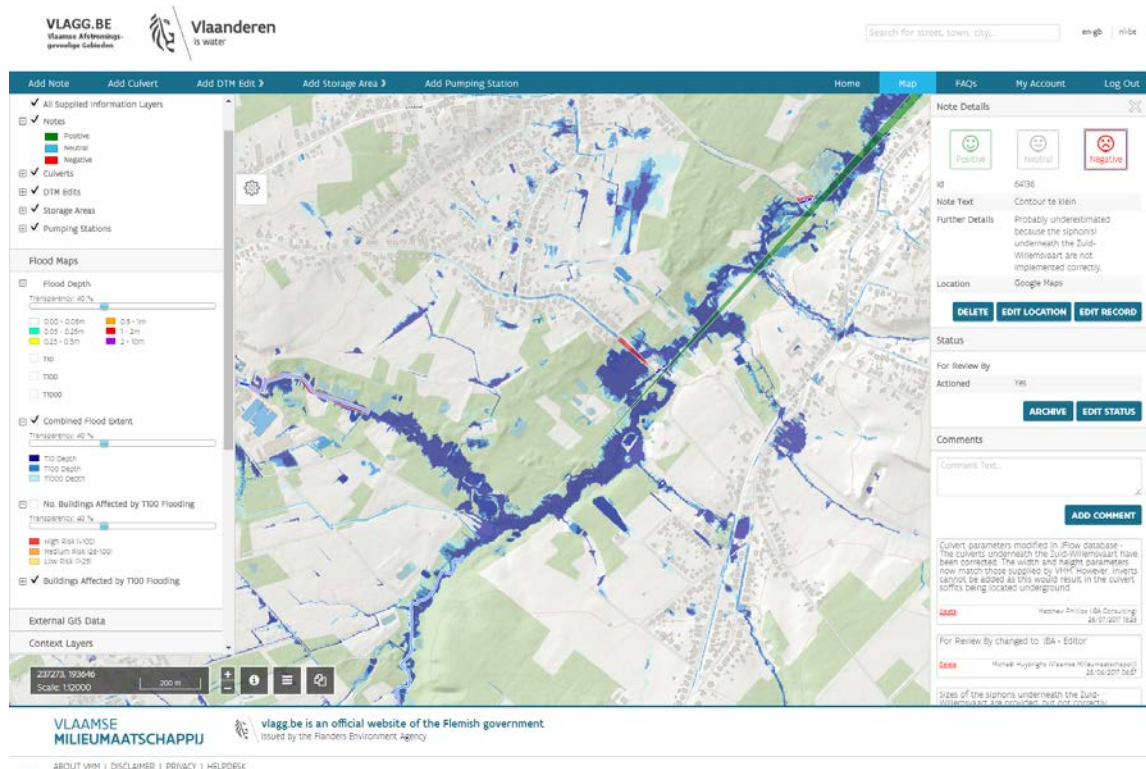 VLAGG.BE
Vlaamse Afstromings-
gevoelige Gebieden
Vlaanderen
is water
Search for street, town, city,...
en-gb
nl-be
Add Note
Add Culvert
Add DTM Edit
Add Storage Area
Add Pumping Station
Home
Map
FAQs
My Account
Log Out
All Supplied Information Layers
Notes
Positive
Neutral
Negative
Culverts
DTM Edits
Storage Areas
Pumping Stations
Flood Maps
Flood Depth
Transparency: 40 %
0.00 - 0.05m
0.5 - 1m
0.05 - 0.25m
1 - 2m
0.25 - 0.5m
2 - 10m
T10
T100
T1000
Combined Flood Extent
Transparency: 40 %
T10 Depth
T100 Depth
T1000 Depth
No. Buildings Affected by T100 Flooding
Transparency: 40 %
High Risk (>100)
Medium Risk (26-100)
Low Risk (1-25)
Buildings Affected by T100 Flooding
External GIS Data
Context Layers
237273, 193646
Scale: 1:12000
200 m
Note Details
Positive
Neutral
Negative
Id
64136
Note Text
Contour te klein
Further Details
Probably underestimated
because the siphon(s)
underneath the Zuid-
Willemsvaart are not
implemented correctly.
Location
Google Maps
DELETE
EDIT LOCATION
EDIT RECORD
Status
For Review By
Actioned
Yes
ARCHIVE
EDIT STATUS
Comments
Comment Text...
ADD COMMENT
Culvert parameters modified in JFlow database -
The culverts underneath the Zuid-Willemsvaart have
been corrected. The width and height parameters
now match those supplied by VMM. However, inverts
cannot be added as this would result in the culvert
soffits being located underground.
Delete
Matthew Phillips (JBA Consulting)
For Review By changed to JBA - Editor
Delete
Sizes of the siphons underneath the Zuid-
Willemsvaart are provided, but not correctly
VLAAMSE
MILIEUMAATSCHAPPIJ
vlagg.be is an official website of the Flemish government
issued by the Flanders Environment Agency
ABOUT VMM | DISCLAIMER | PRIVACY | HELPDESK